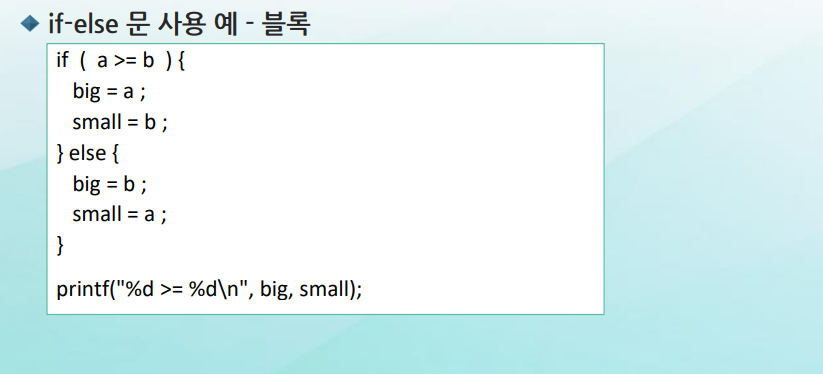 if-else 문 사용 예 - 블록
if ( a >= b ) {
big = a ;
small = b ;
} else {
big = b ;
small = a ;
}
printf("%d >= %d\n", big, small);